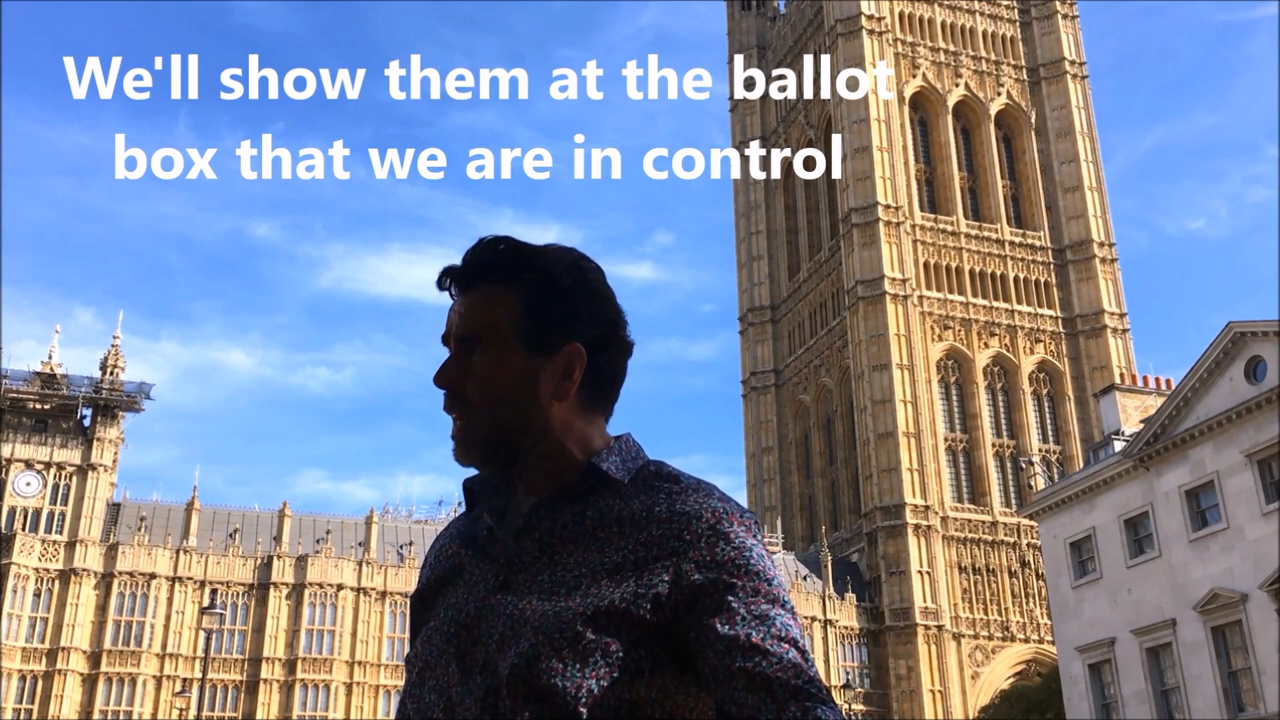 We'll show them at the ballot
box that we are in control